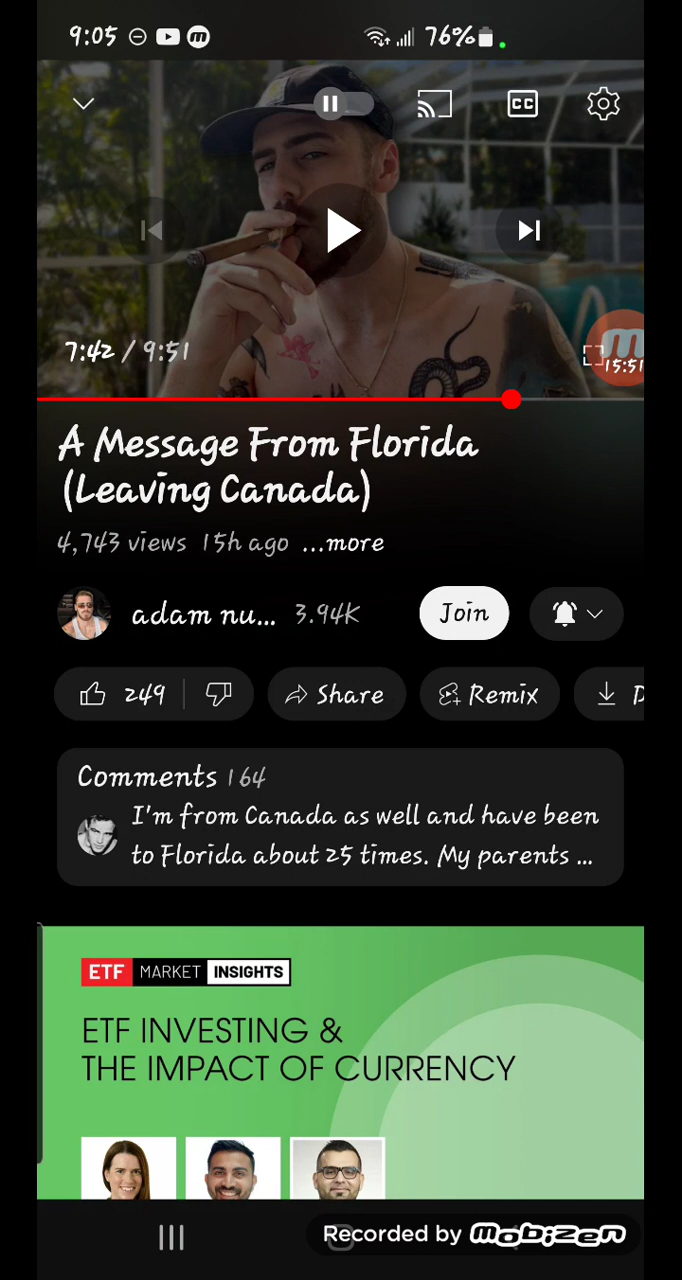 9:05 76%
CC
7:42 / 9:51
15:51
A Message From Florida
(Leaving Canada)
4,743 views 15h ago ...more
adam nu... 3.94K Join
249 Share Remix
Comments 164
I'm from Canada as well and have been
to Florida about 25 times. My parents ...
ETF MARKET INSIGHTS
ETF INVESTING &
THE IMPACT OF CURRENCY
Recorded by mobizen